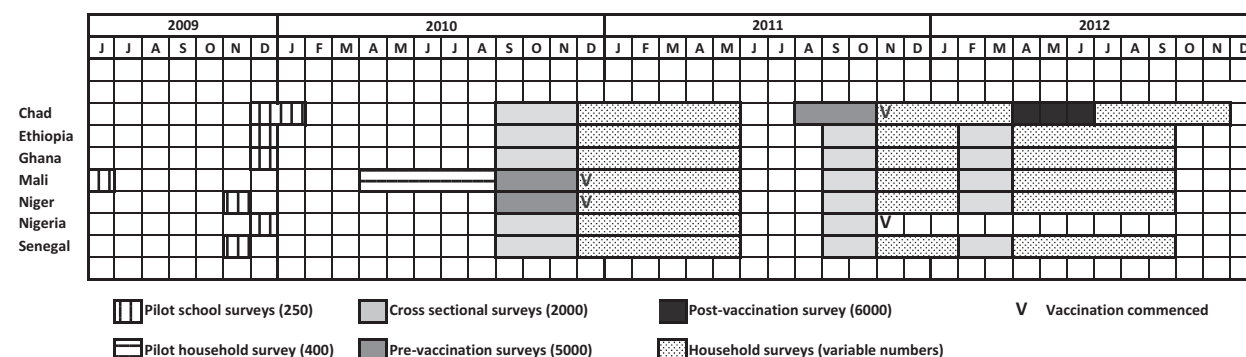 2009 2010 2011 2012
J J A S O N D J F M A M J J A S O N D J F M A M J J A S O N D J F M A M J J A S O N D
Chad V
Ethiopia
Ghana
Mali V
Niger V
Nigeria V
Senegal
Pilot school surveys (250) Cross sectional surveys (2000) Post-vaccination survey (6000) V Vaccination commenced
Pilot household survey (400) Pre-vaccination surveys (5000) Household surveys (variable numbers)